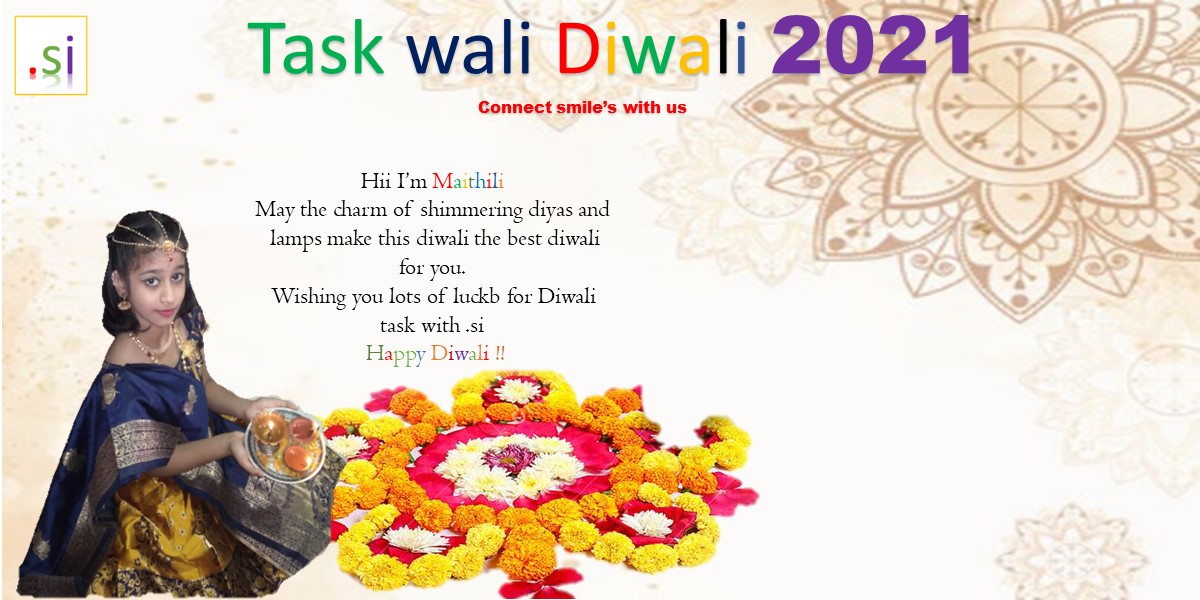 .si
Task wali Diwali 2021
Connect smile's with us
Hii I'm Maithili
May the charm of shimmering diyas and
lamps make this diwali the best diwali
for you.
Wishing you lots of luckb for Diwali
task with .si
Happy Diwali !!